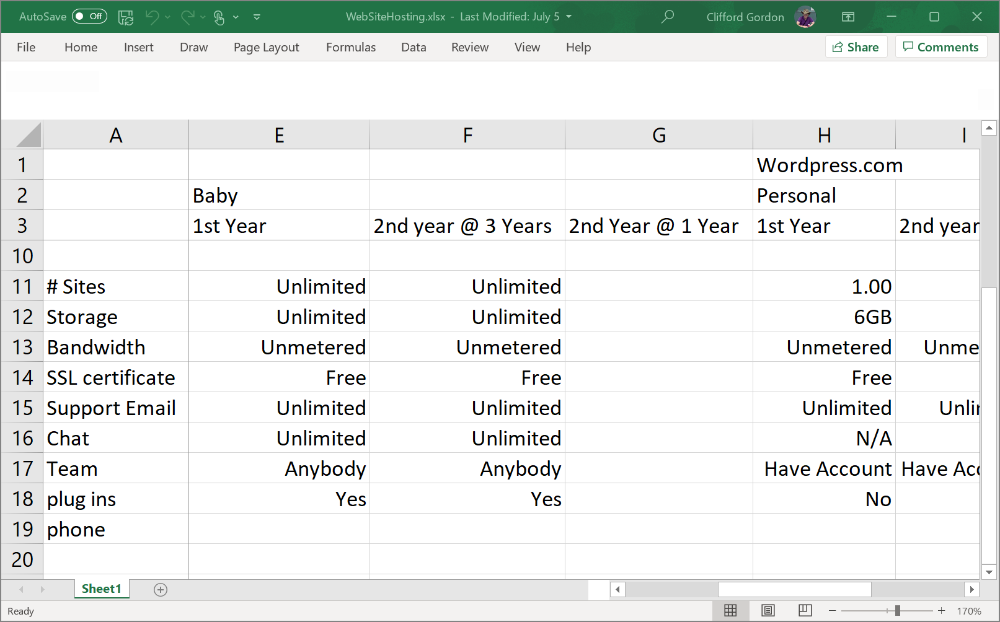 AutoSave Off WebSiteHosting.xlsx - Last Modified: July 5 Clifford Gordon
File Home Insert Draw Page Layout Formulas Data Review View Help Share Comments
A E F G H I
1 Wordpress.com
2 Baby Personal
3 1st Year 2nd year @ 3 Years 2nd Year @ 1 Year 1st Year 2nd year
10
11 # Sites Unlimited Unlimited 1.00
12 Storage Unlimited Unlimited 6GB
13 Bandwidth Unmetered Unmetered Unmetered Unme
14 SSL certificate Free Free Free
15 Support Email Unlimited Unlimited Unlimited Unli
16 Chat Unlimited Unlimited N/A
17 Team Anybody Anybody Have Account Have Acc
18 plug ins Yes Yes No
19 phone
20
Sheet1
Ready 170%